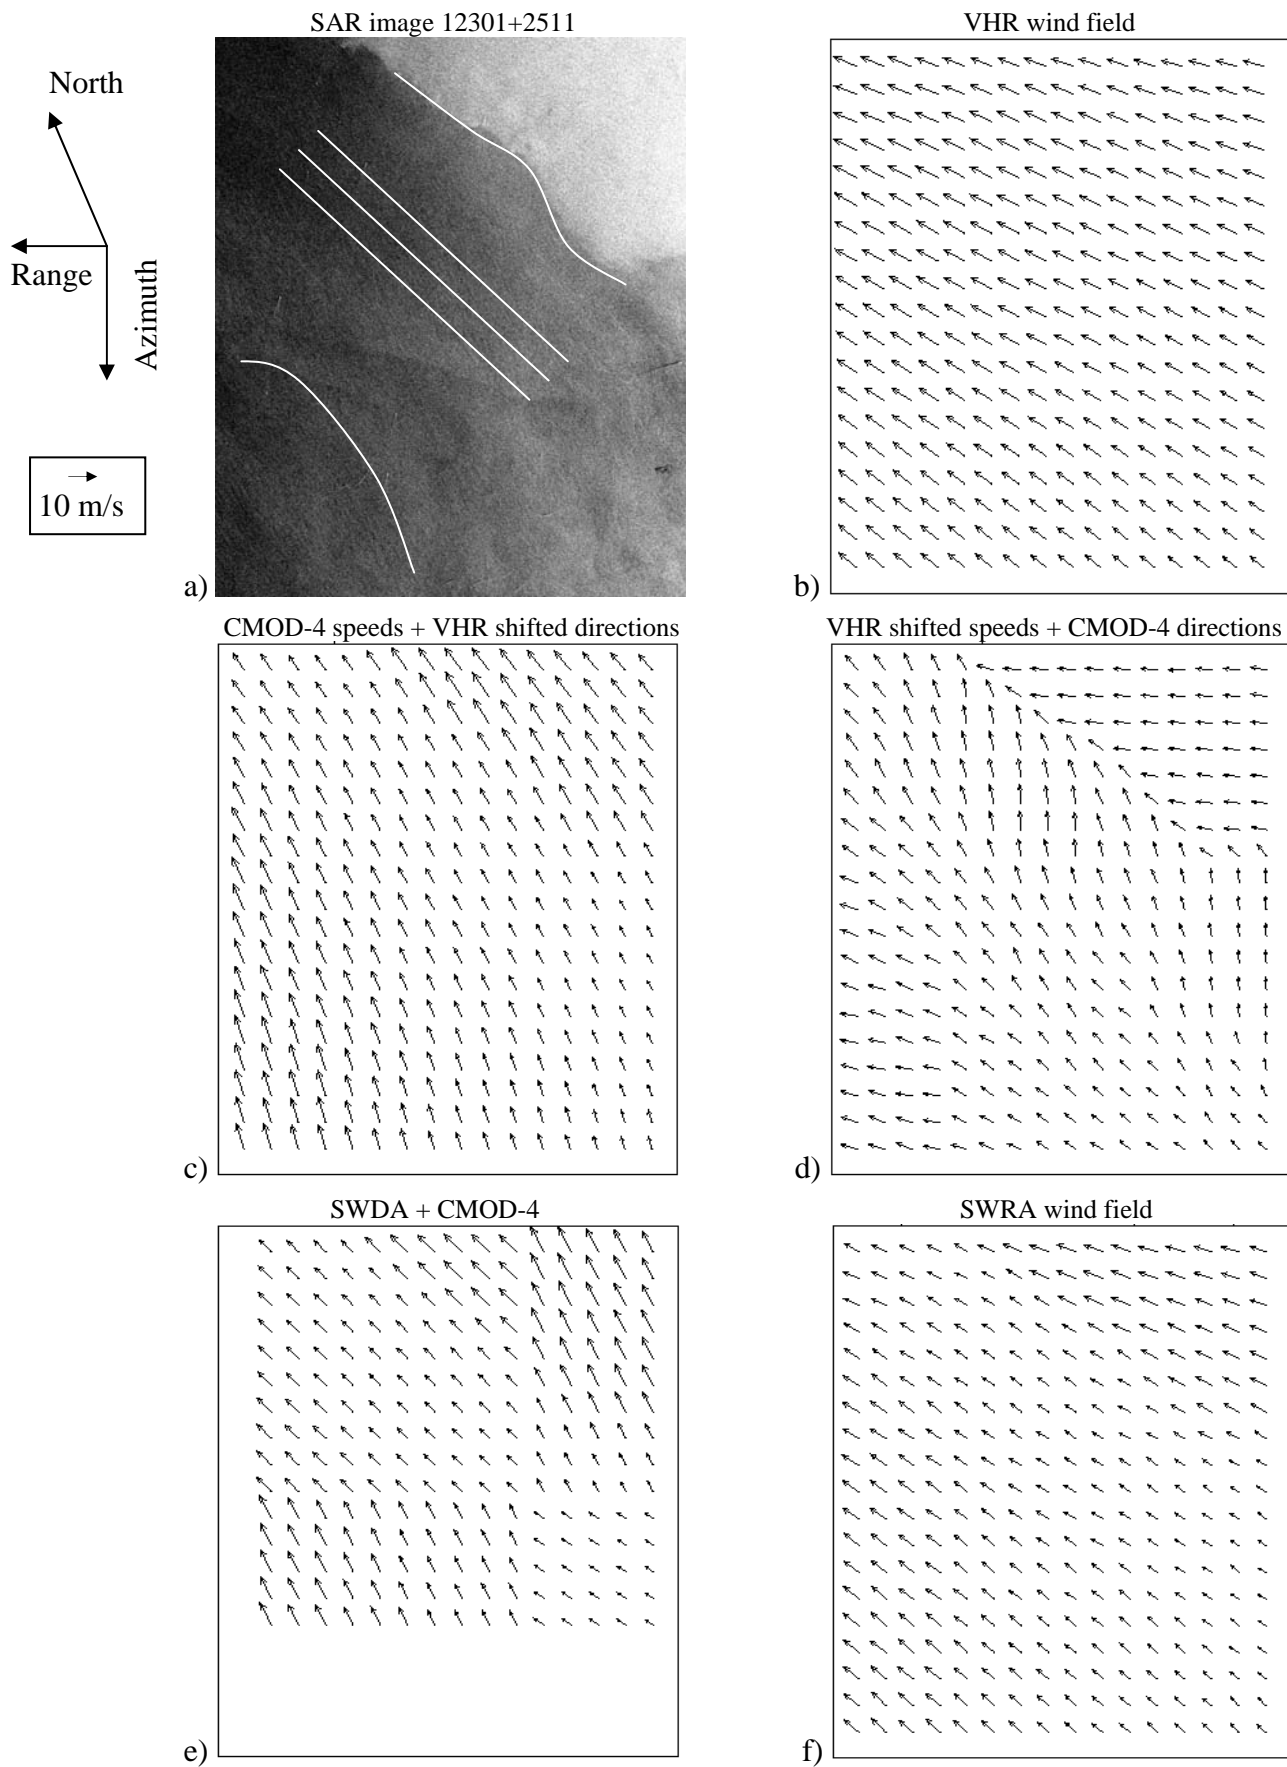 SAR image 12301+2511
VHR wind field
North
Range
Azimuth
10 m/s
a)
b)
CMOD-4 speeds + VHR shifted directions
VHR shifted speeds + CMOD-4 directions
c)
d)
SWDA + CMOD-4
SWRA wind field
e)
f)